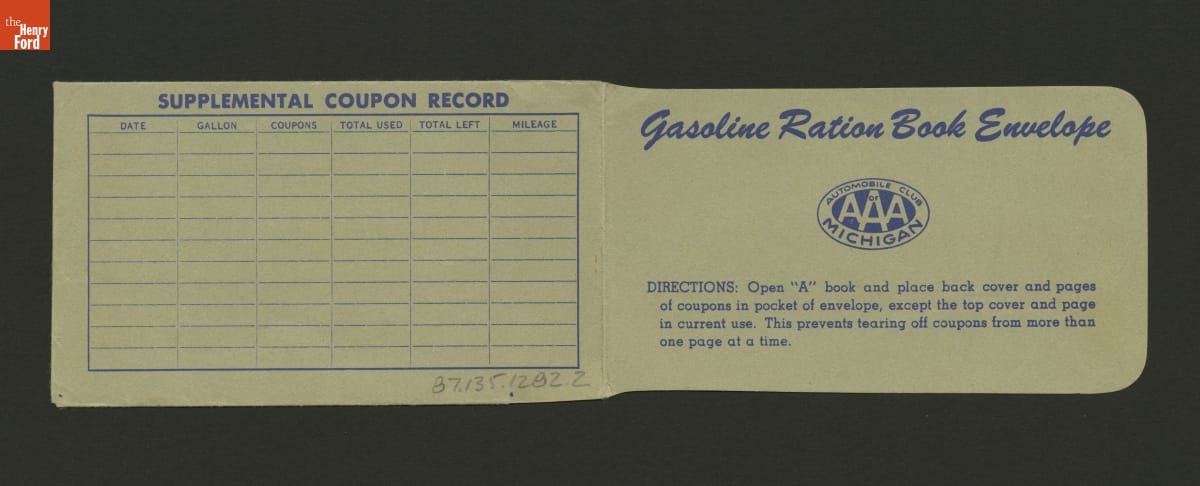 the
Henry
Ford
SUPPLEMENTAL COUPON RECORD
DATE GALLON COUPONS TOTAL USED TOTAL LEFT MILEAGE
87.135.1282.2
Gasoline Ration Book Envelope
AUTOMOBILE CLUB
OF
AAA
MICHIGAN
DIRECTIONS: Open "A" book and place back cover and pages
of coupons in pocket of envelope, except the top cover and page
in current use. This prevents tearing off coupons from more than
one page at a time.